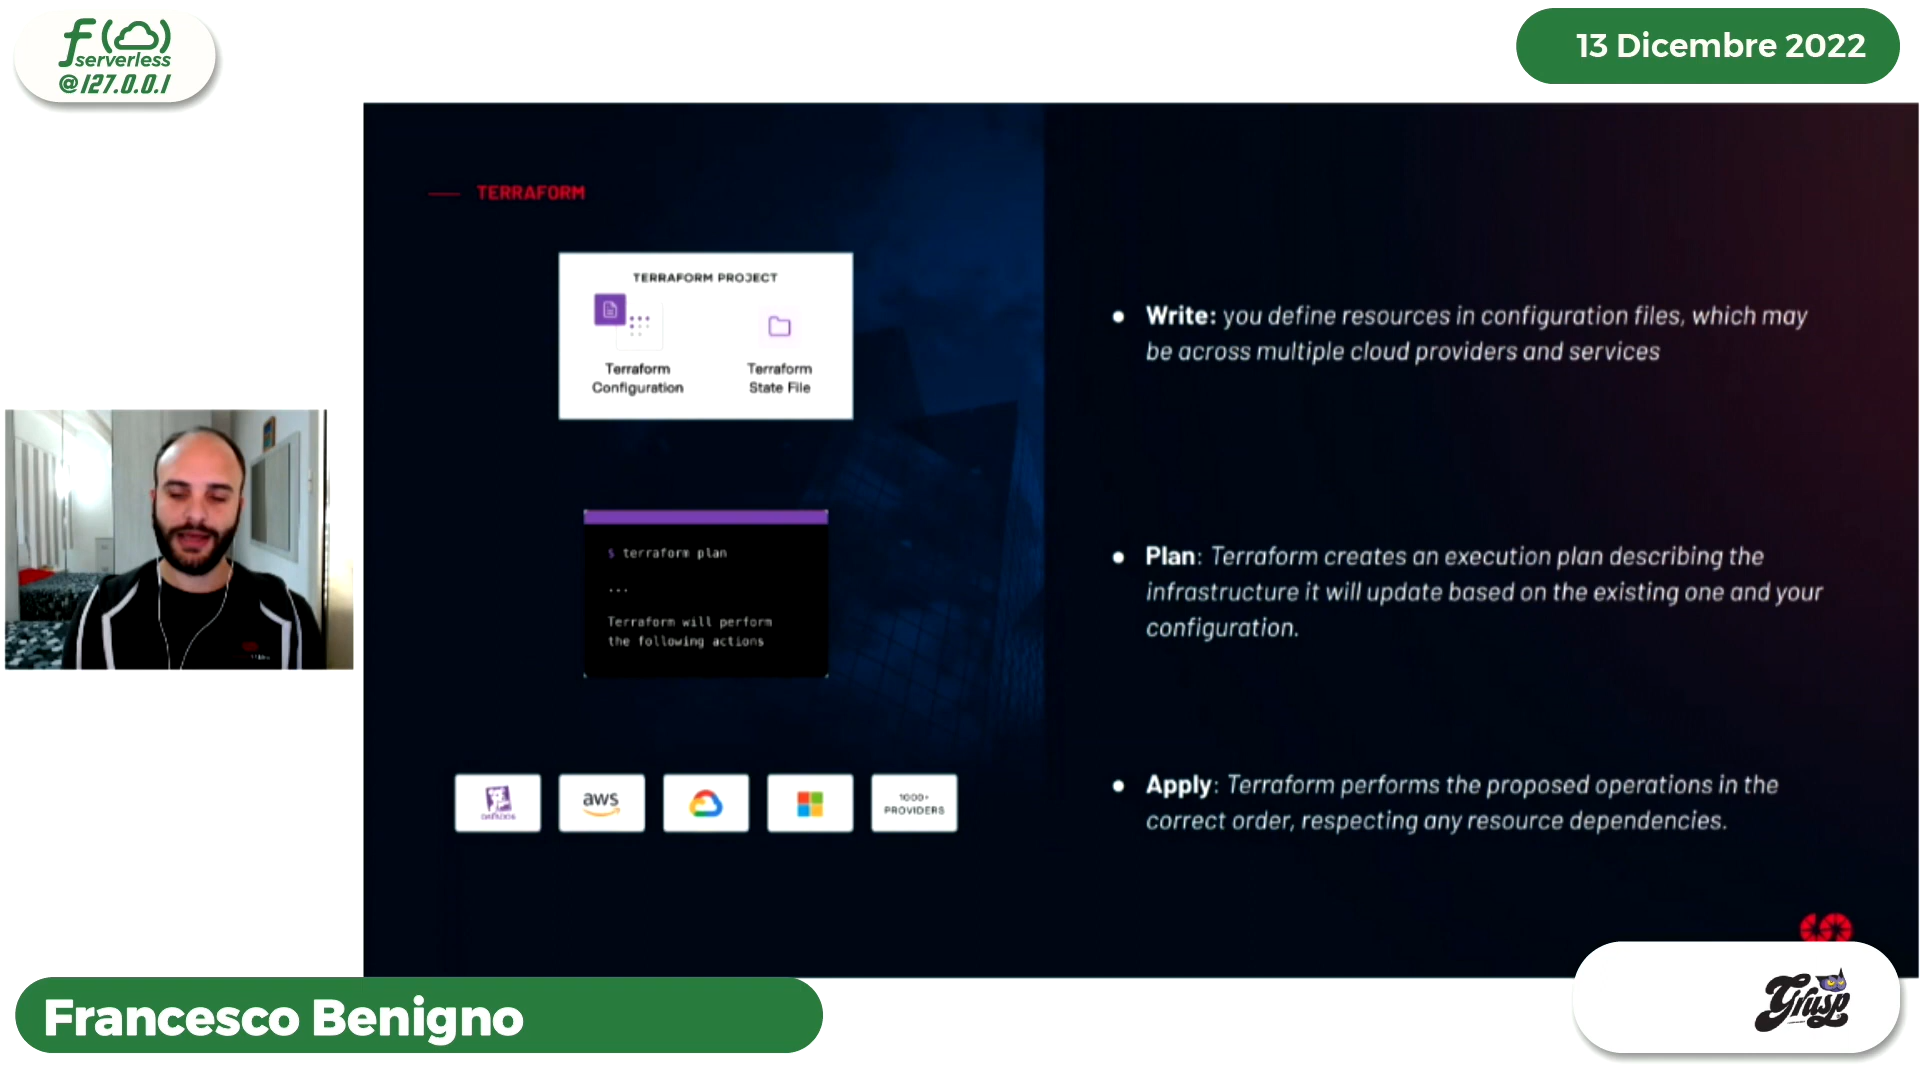 f(
serverless
@127.0.0.1
13 Dicembre 2022
TERRAFORM
TERRAFORM PROJECT
Terraform
Configuration
Terraform
State File
• Write: you define resources in configuration files, which may
be across multiple cloud providers and services
$ terraform plan
...
Terraform will perform
the following actions
• Plan: Terraform creates an execution plan describing the
infrastructure it will update based on the existing one and your
configuration.
DATADOG
aws
1000+
PROVIDERS
• Apply: Terraform performs the proposed operations in the
correct order, respecting any resource dependencies.
Francesco Benigno
Grusp